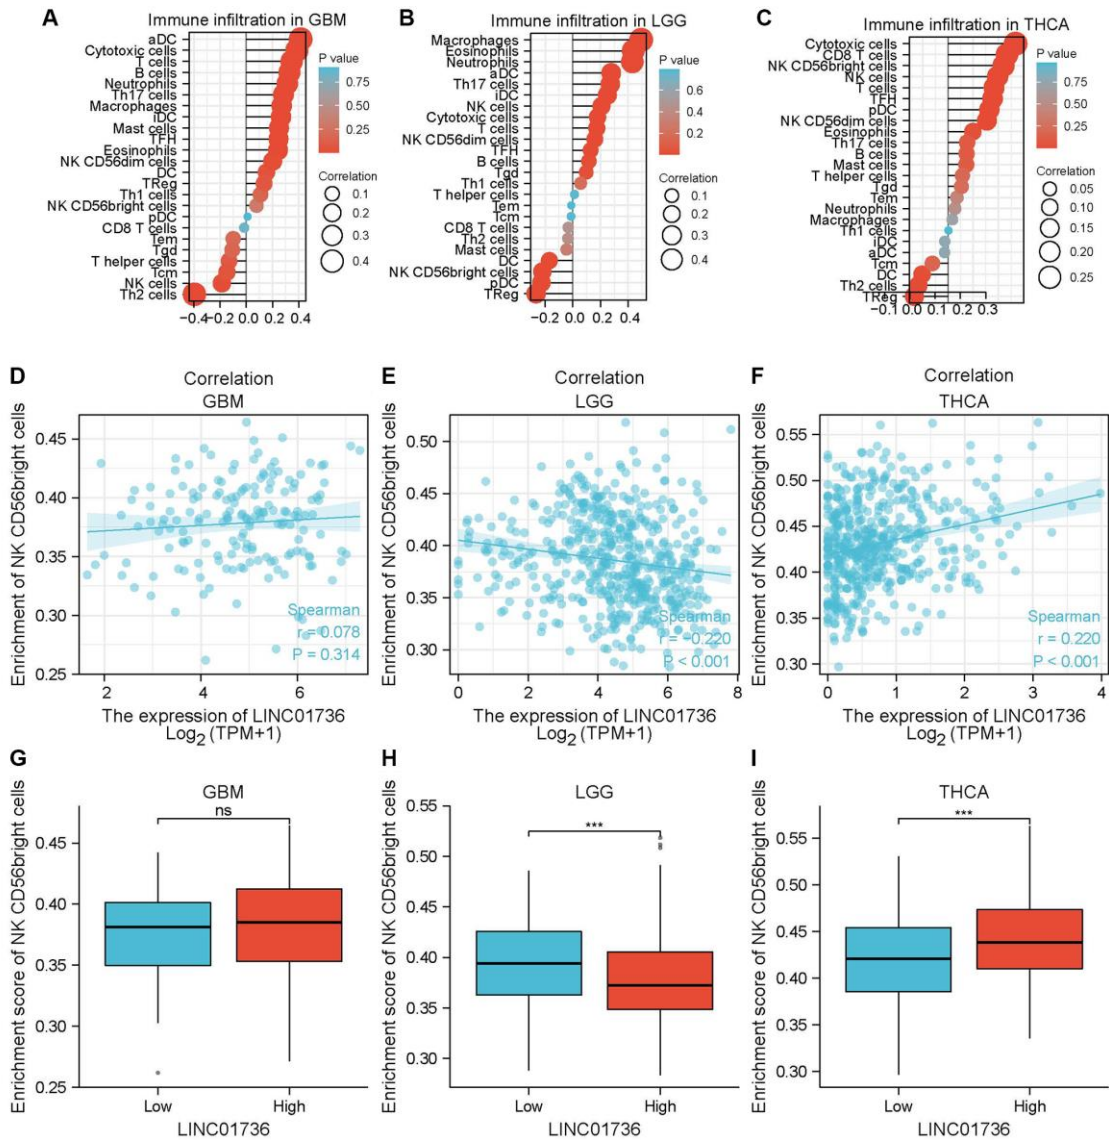 A
Immune infiltration in GBM
aDC
Cytotoxic cells
T cells
B cells
Neutrophils
Th17 cells
Macrophages
iDC
Mast cells
TFH
Eosinophils
NK CD56dim cells
DC
TReg
Th1 cells
NK CD56bright cells
pDC
CD8 T cells
Tem
Tgd
T helper cells
Tcm
NK cells
Th2 cells
−0.4 −0.2 0.0 0.2 0.4
P value
0.75
0.50
0.25
Correlation
0.1
0.2
0.3
0.4
B
Immune infiltration in LGG
Macrophages
Eosinophils
Neutrophils
aDC
Th17 cells
iDC
NK cells
Cytotoxic cells
T cells
NK CD56dim cells
TFH
B cells
Tgd
Th1 cells
T helper cells
Tem
Tcm
CD8 T cells
Th2 cells
Mast cells
DC
NK CD56bright cells
pDC
TReg
−0.2 0.0 0.2 0.4
P value
0.6
0.4
0.2
Correlation
0.1
0.2
0.3
0.4
C
Immune infiltration in THCA
Cytotoxic cells
CD8 T cells
NK CD56bright cells
NK cells
T cells
TFH
pDC
NK CD56dim cells
Eosinophils
Th17 cells
B cells
Mast cells
T helper cells
Tgd
Tem
Neutrophils
Macrophages
Th1 cells
iDC
aDC
Tcm
DC
Th2 cells
TReg
−0.1 0.0 0.1 0.2 0.3
P value
0.75
0.50
0.25
Correlation
0.05
0.10
0.15
0.20
0.25
D
Correlation
GBM
Enrichment of NK CD56bright cells
0.45
0.40
0.35
0.30
0.25
Spearman
r = 0.078
P = 0.314
2 4 6
The expression of LINC01736
Log2 (TPM+1)
E
Correlation
LGG
Enrichment of NK CD56bright cells
0.50
0.45
0.40
0.35
0.30
Spearman
r = −0.220
P < 0.001
0 2 4 6 8
The expression of LINC01736
Log2 (TPM+1)
F
Correlation
THCA
Enrichment of NK CD56bright cells
0.55
0.50
0.45
0.40
0.35
0.30
Spearman
r = 0.220
P < 0.001
0 1 2 3 4
The expression of LINC01736
Log2 (TPM+1)
G
GBM
ns
Enrichment score of NK CD56bright cells
0.45
0.40
0.35
0.30
0.25
Low High
LINC01736
H
LGG
***
Enrichment score of NK CD56bright cells
0.55
0.50
0.45
0.40
0.35
0.30
Low High
LINC01736
I
THCA
***
Enrichment score of NK CD56bright cells
0.55
0.50
0.45
0.40
0.35
0.30
Low High
LINC01736